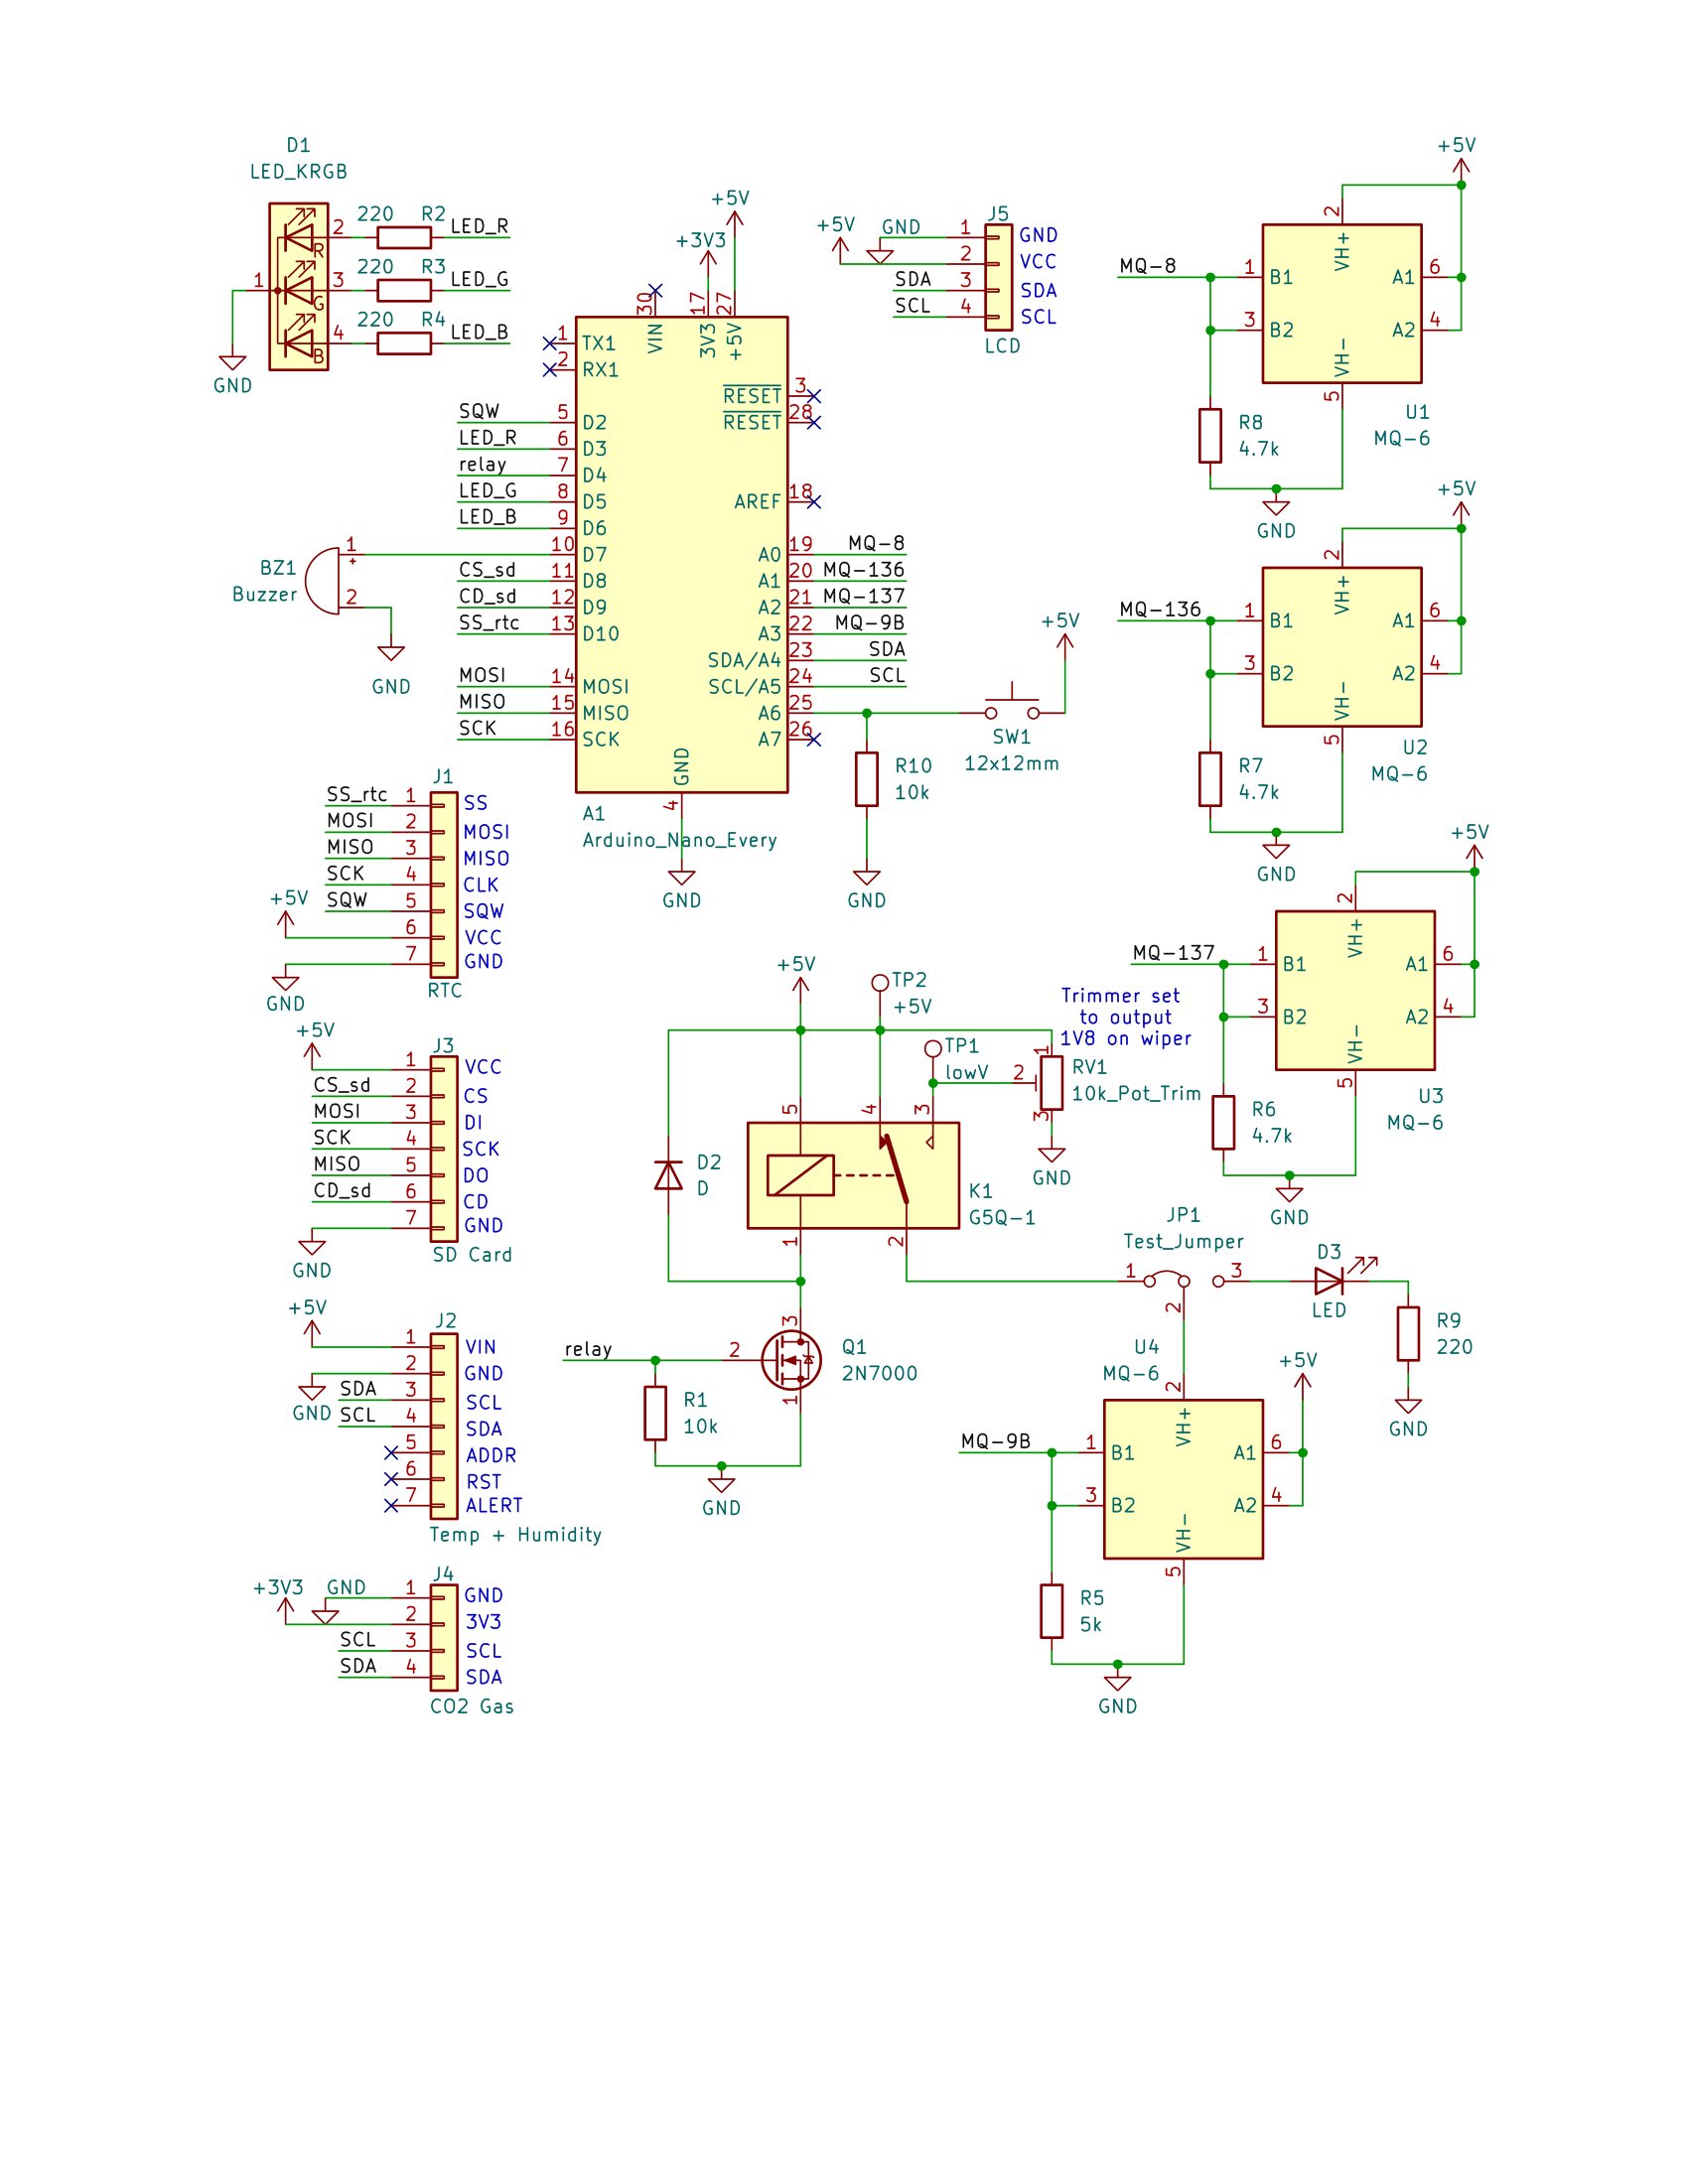 D1
LED_KRGB
1
2
3
4
R
G
B
220 R2 LED_R
220 R3 LED_G
220 R4 LED_B
GND
+5V
+3V3
30
17
27
VIN
3V3
+5V
1 TX1
2 RX1
SQW 5 D2
LED_R 6 D3
relay 7 D4
LED_G 8 D5
LED_B 9 D6
10 D7
CS_sd 11 D8
CD_sd 12 D9
SS_rtc 13 D10
MOSI 14 MOSI
MISO 15 MISO
SCK 16 SCK
RESET 3
RESET 28
AREF 18
A0 19 MQ-8
A1 20 MQ-136
A2 21 MQ-137
A3 22 MQ-9B
SDA/A4 23 SDA
SCL/A5 24 SCL
A6 25
A7 26
GND
4
A1
Arduino_Nano_Every
GND
BZ1
Buzzer
1
+
2
GND
+5V
SW1
12x12mm
R10
10k
GND
J5
+5V
GND 1 GND
2 VCC
SDA 3 SDA
SCL 4 SCL
LCD
+5V
MQ-8
1 B1
3 B2
2 VH+
5 VH-
A1 6
A2 4
U1
MQ-6
R8
4.7k
GND
+5V
MQ-136
1 B1
3 B2
2 VH+
5 VH-
A1 6
A2 4
U2
MQ-6
R7
4.7k
GND
+5V
MQ-137
1 B1
3 B2
2 VH+
5 VH-
A1 6
A2 4
U3
MQ-6
R6
4.7k
GND
J1
SS_rtc 1 SS
MOSI 2 MOSI
MISO 3 MISO
SCK 4 CLK
SQW 5 SQW
+5V 6 VCC
7 GND
GND
RTC
J3
+5V 1 VCC
CS_sd 2 CS
MOSI 3 DI
SCK 4 SCK
MISO 5 DO
CD_sd 6 CD
7 GND
GND
SD Card
J2
+5V 1 VIN
2 GND
GND
SDA 3 SCL
SCL 4 SDA
5 ADDR
6 RST
7 ALERT
Temp + Humidity
J4
+3V3
GND 1 GND
2 3V3
SCL 3 SCL
SDA 4 SDA
CO2 Gas
+5V
TP2
+5V
TP1
lowV
Trimmer set
to output
1V8 on wiper
1
2
3
RV1
10k_Pot_Trim
GND
5
4
3
1
2
K1
G5Q-1
D2
D
relay
2
3
1
Q1
2N7000
R1
10k
GND
JP1
Test_Jumper
1
2
3
D3
LED
R9
220
GND
U4
MQ-6
+5V
MQ-9B
1 B1
3 B2
2 VH+
5 VH-
A1 6
A2 4
R5
5k
GND